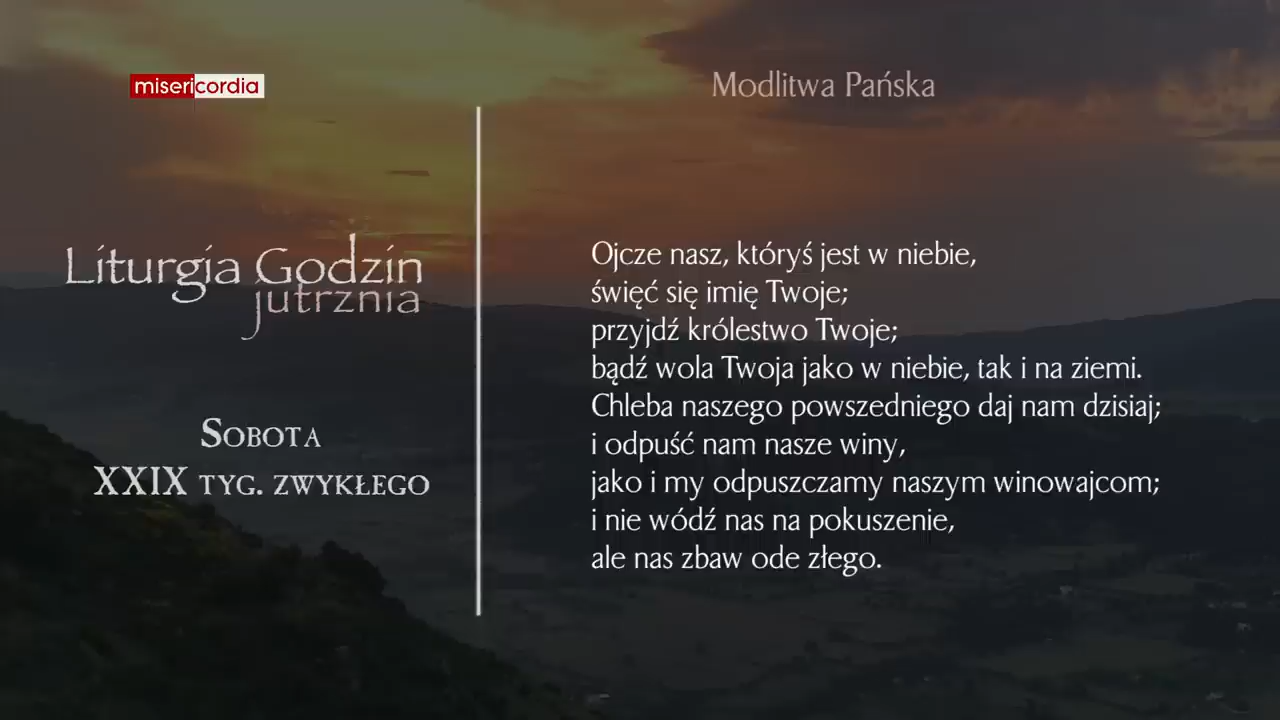 misericordia
Modlitwa Pańska
Liturgia Godzin
jutrznia
Sobota
XXIX tyg. zwykłego
Ojcze nasz, któryś jest w niebie,
święć się imię Twoje;
przyjdź królestwo Twoje;
bądź wola Twoja jako w niebie, tak i na ziemi.
Chleba naszego powszedniego daj nam dzisiaj;
i odpuść nam nasze winy,
jako i my odpuszczamy naszym winowajcom;
i nie wódź nas na pokuszenie,
ale nas zbaw ode złego.